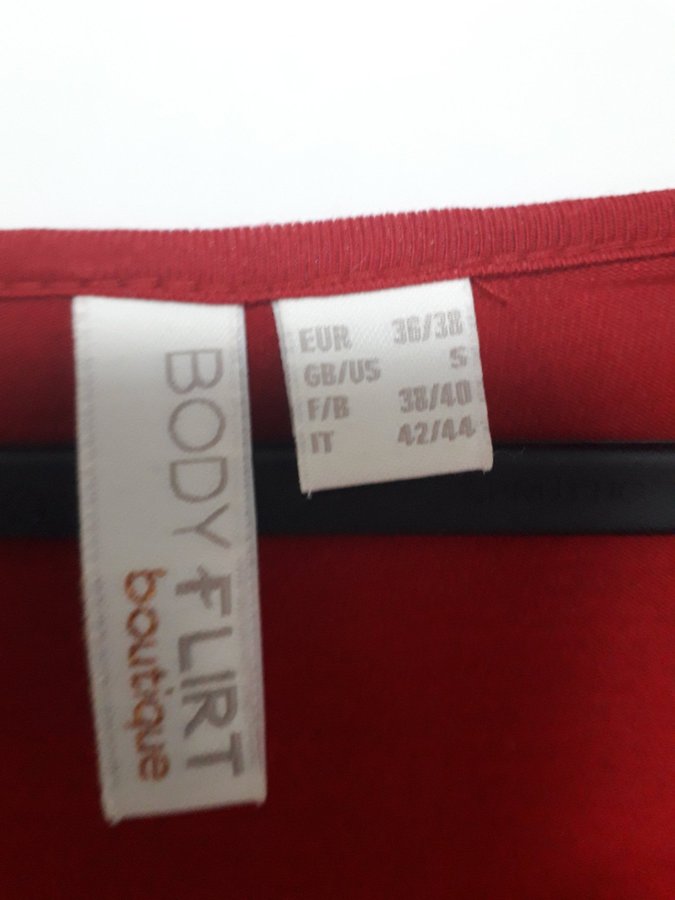 BODY FLIRT
boutique
EUR 36/38
GB/US S
F/B 38/40
IT 42/44